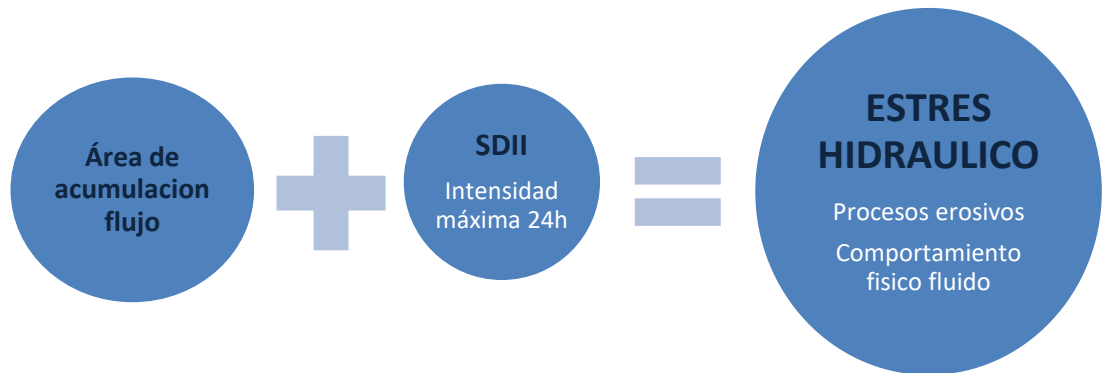 Área de
acumulacion
flujo
SDII
Intensidad
máxima 24h
ESTRES
HIDRAULICO
Procesos erosivos
Comportamiento
fisico fluido